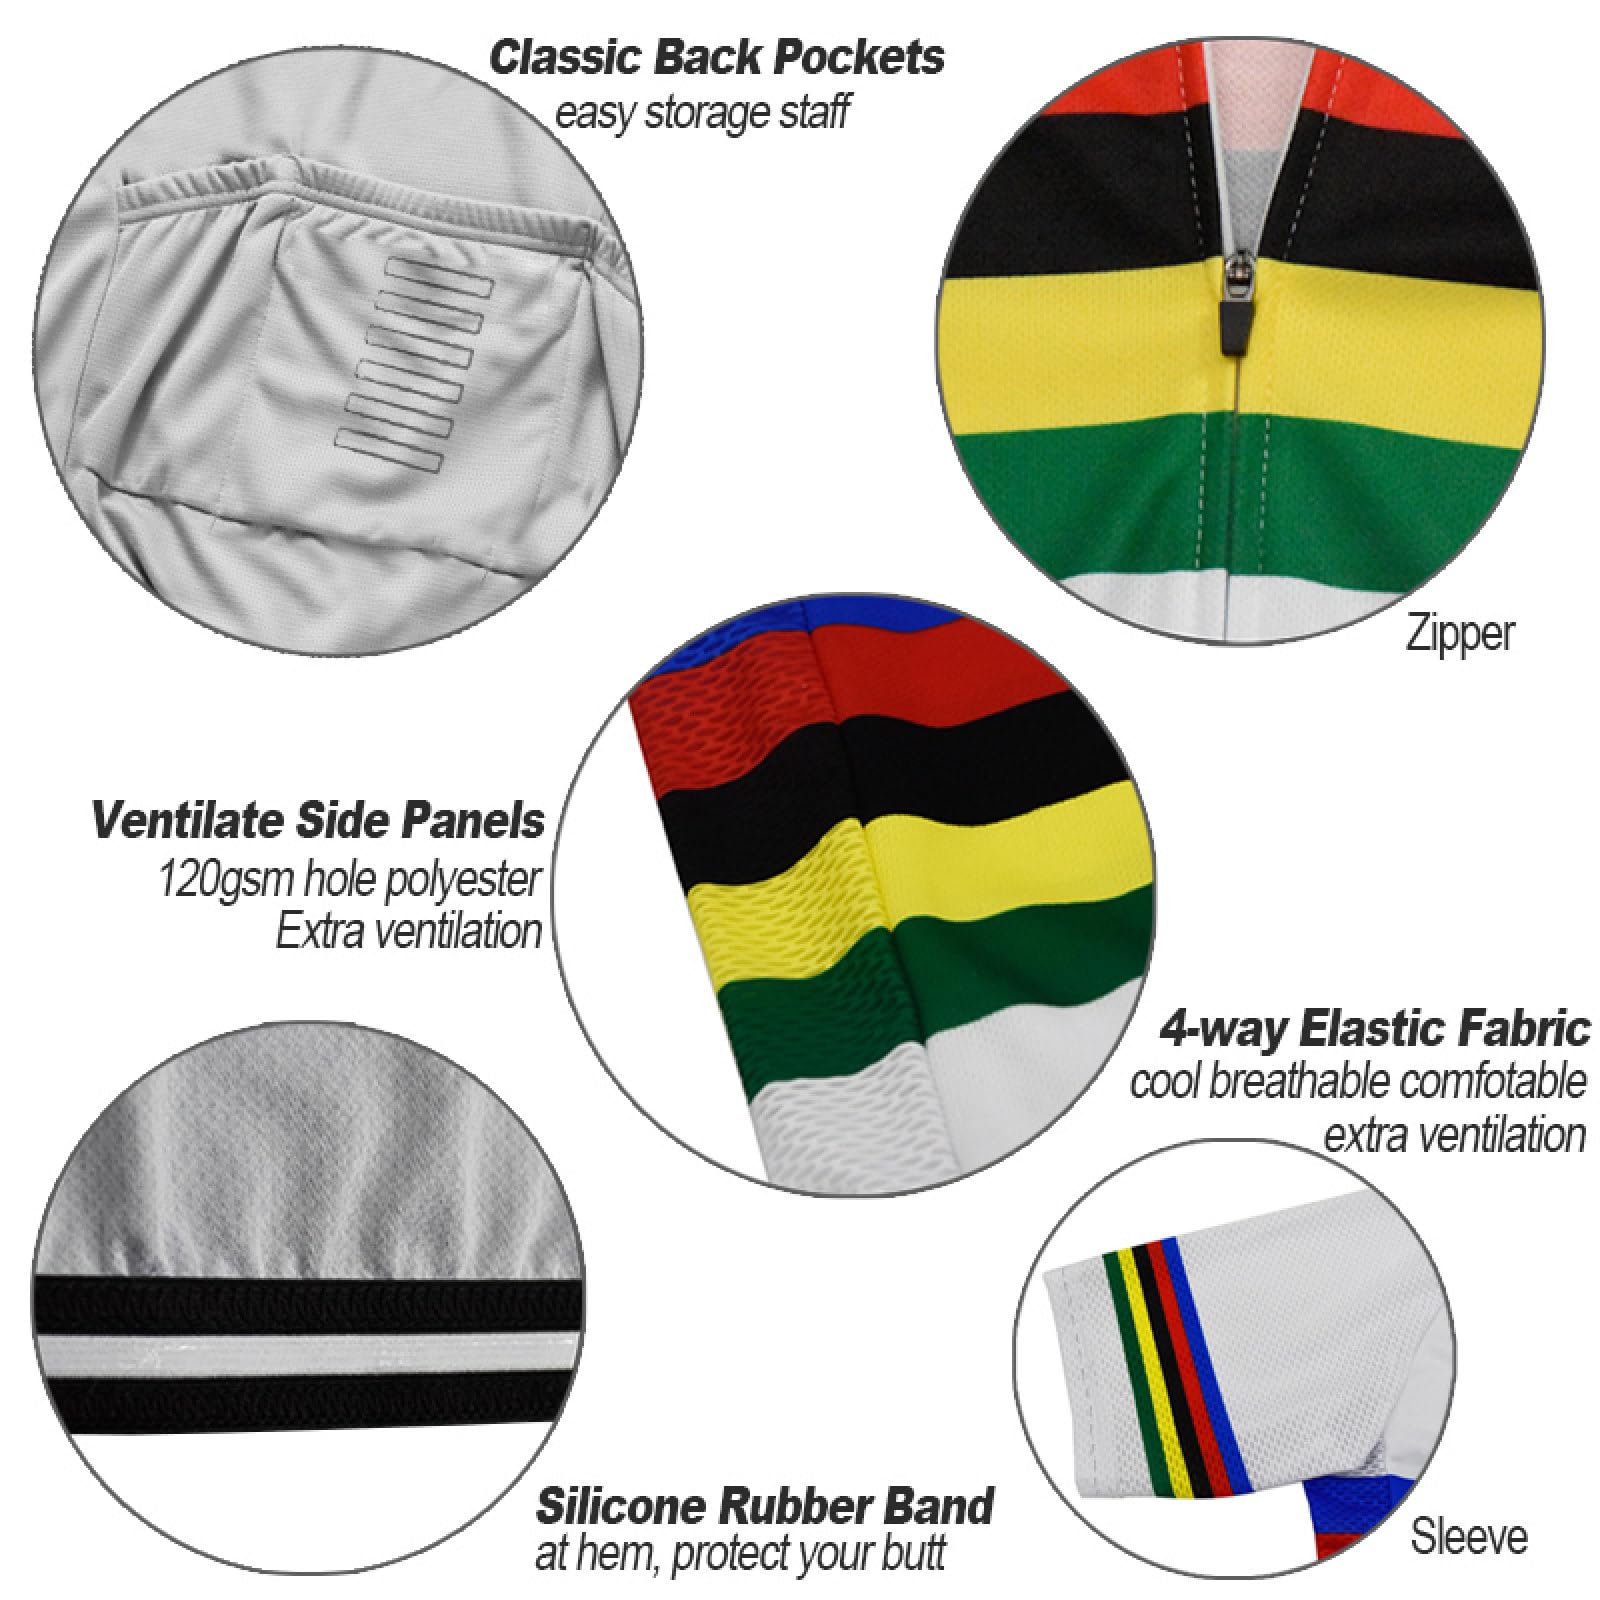 Classic Back Pockets
easy storage staff
Zipper
Ventilate Side Panels
120gsm hole polyester
Extra ventilation
4-way Elastic Fabric
cool breathable comfotable
extra ventilation
Sleeve
Silicone Rubber Band
at hem, protect your butt